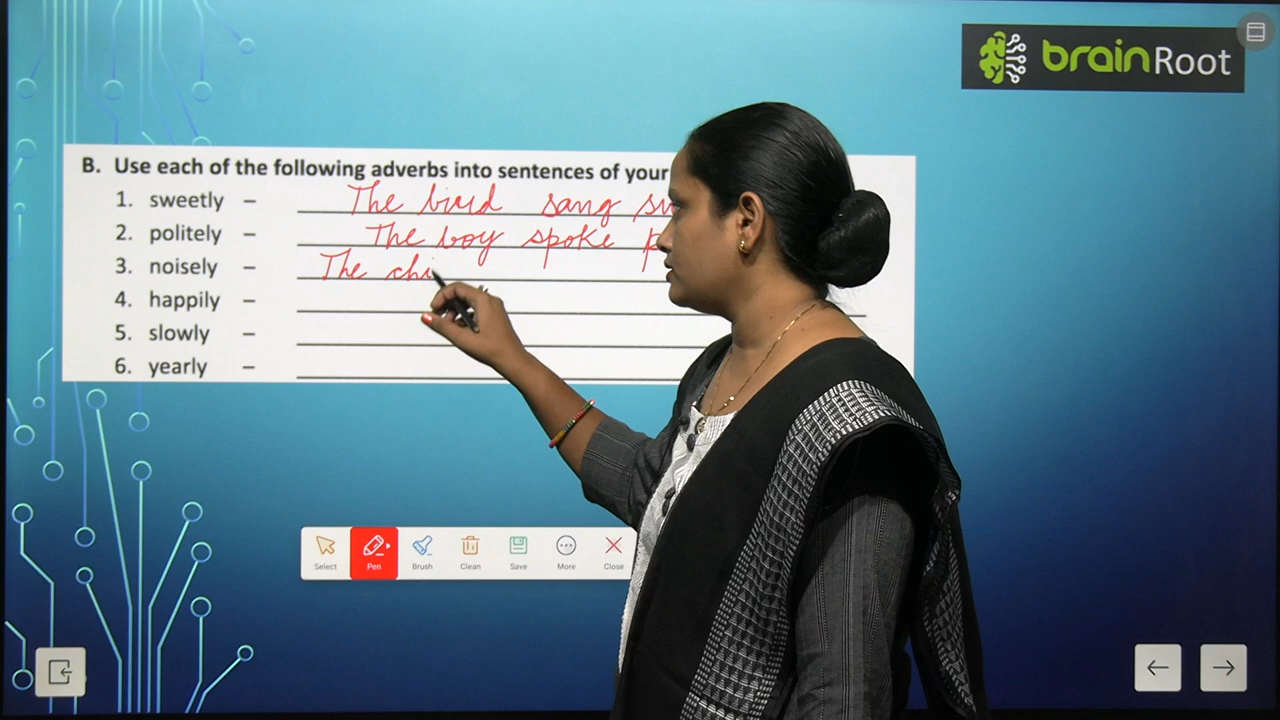 brainRoot
B. Use each of the following adverbs into sentences of your
1. sweetly – The bird sang
2. politely – The boy spoke
3. noisely – The chi
4. happily –
5. slowly –
6. yearly –
Select Pen Brush Clean Save More Close